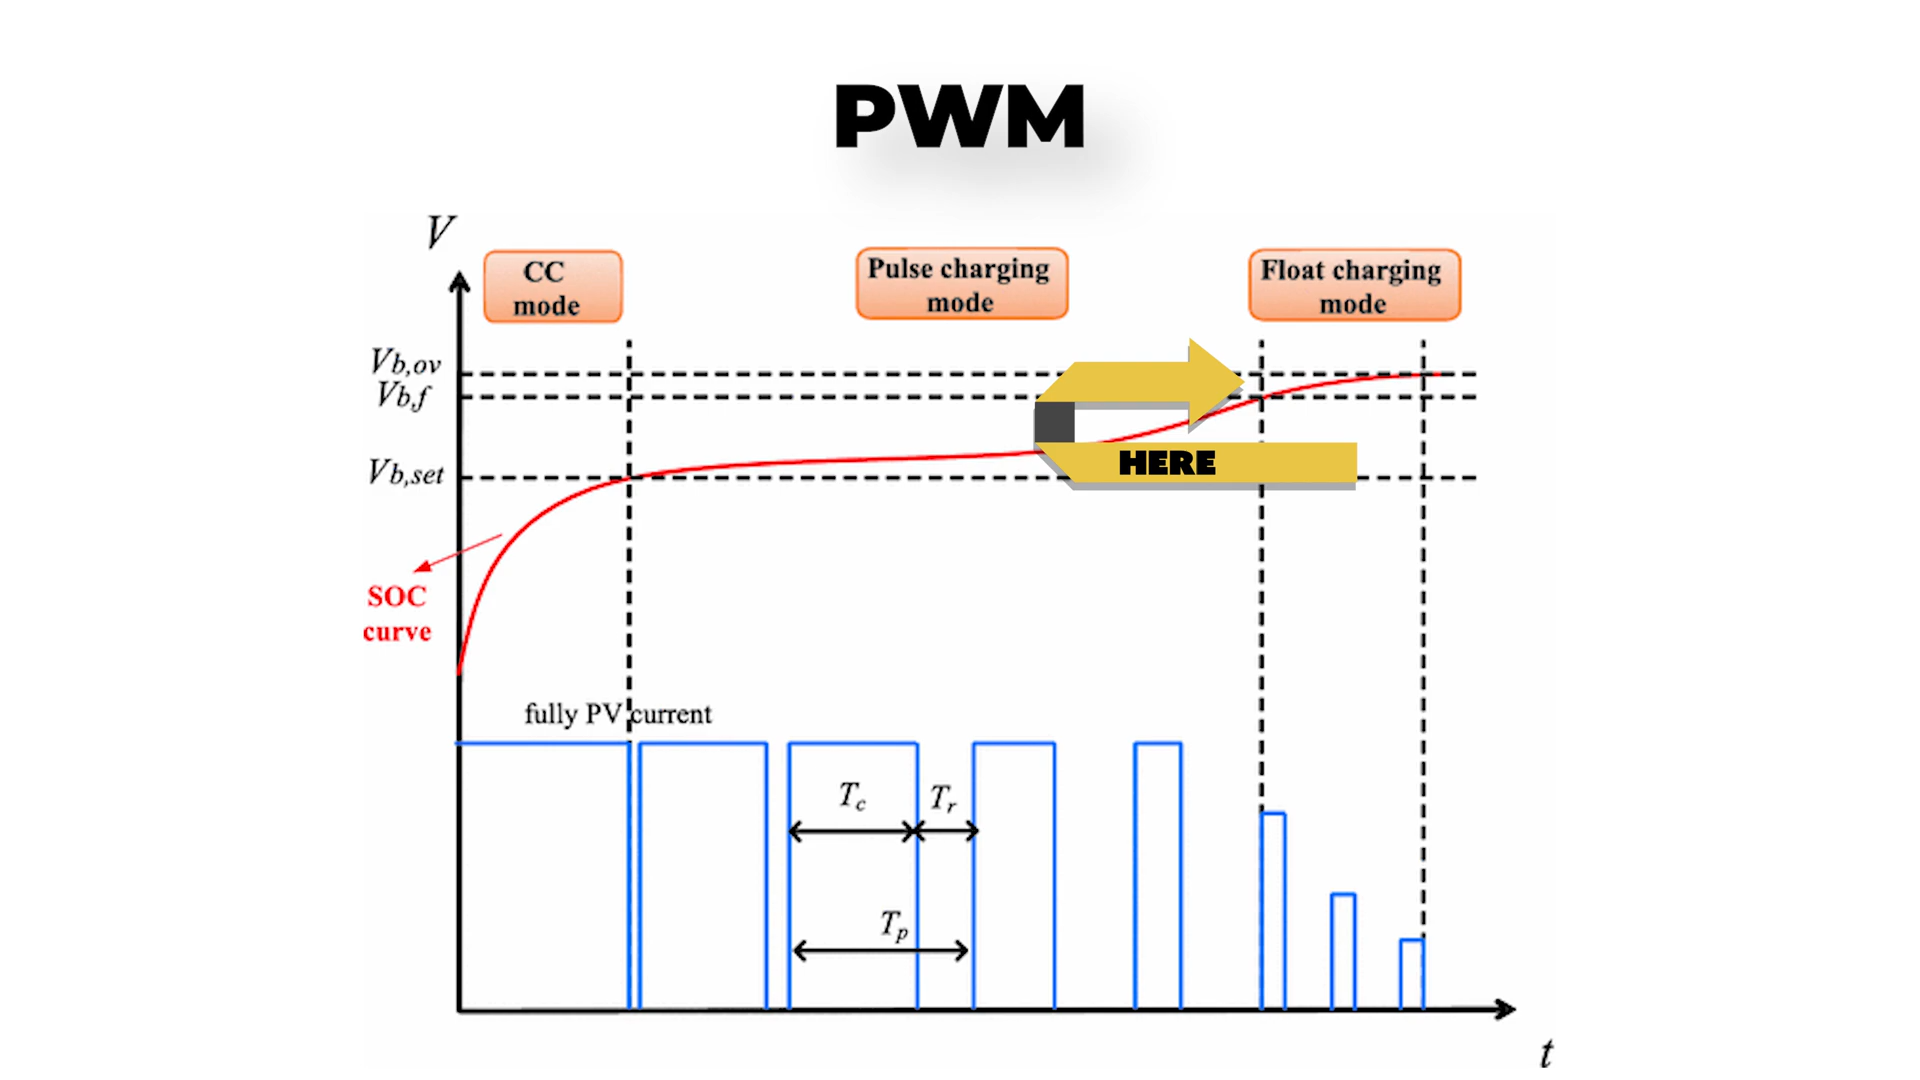 PWM
V
CC
mode
Pulse charging
mode
Float charging
mode
Vb,ov
Vb,f
Vb,set
HERE
SOC
curve
fully PV current
Tc
Tr
Tp
t